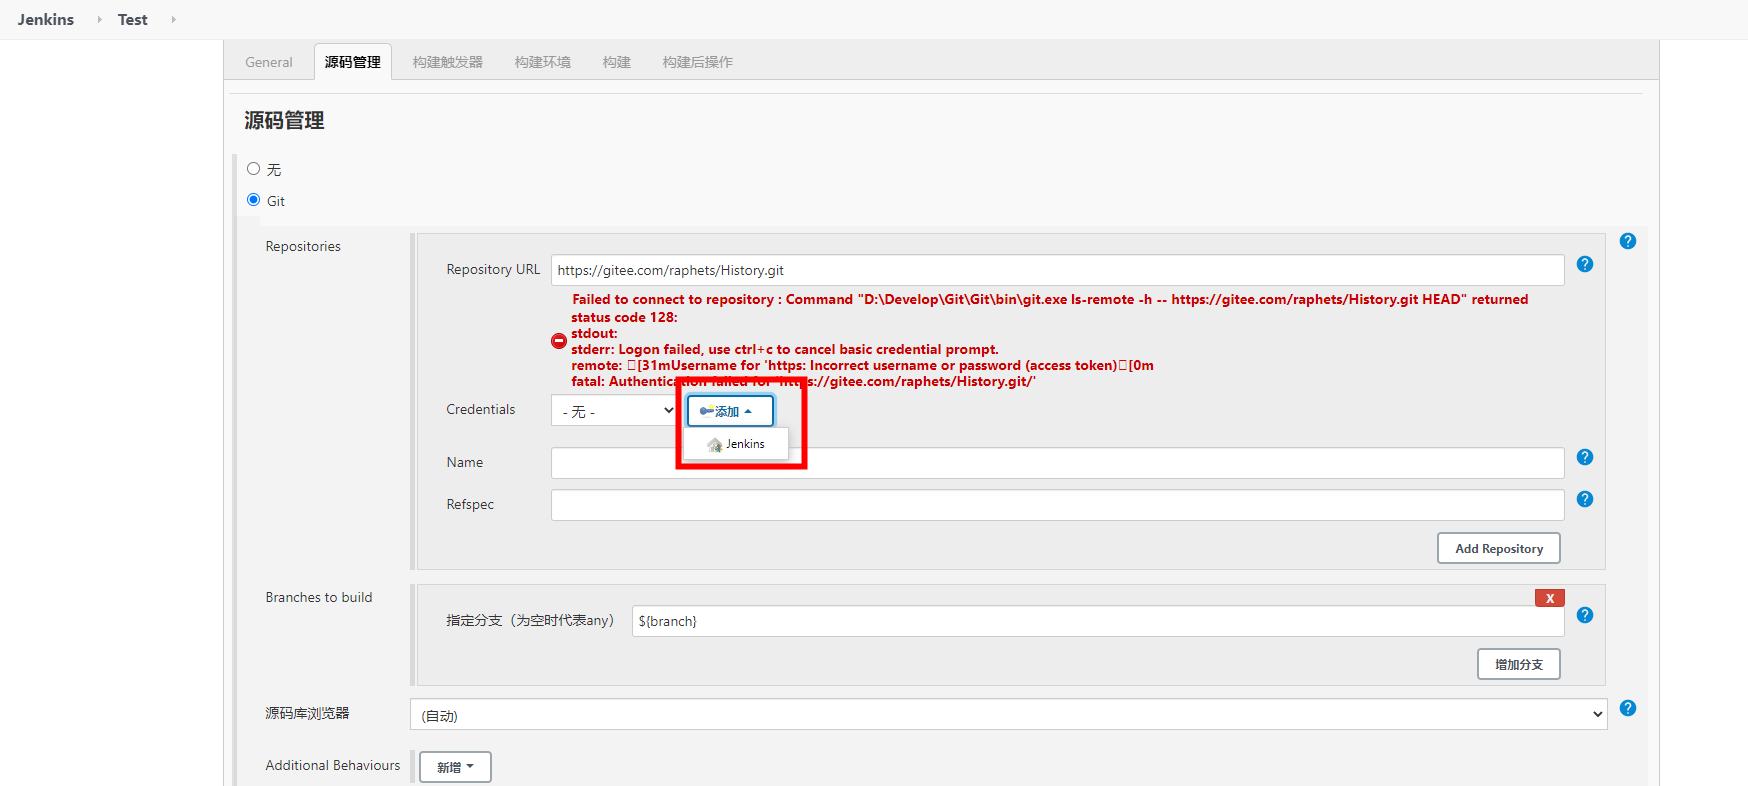 Jenkins Test
General 源码管理 构建触发器 构建环境 构建 构建后操作
源码管理
无
Git
Repositories
Repository URL https://gitee.com/raphets/History.git
Failed to connect to repository : Command "D:\Develop\Git\Git\bin\git.exe ls-remote -h -- https://gitee.com/raphets/History.git HEAD" returned
status code 128:
stdout:
stderr: Logon failed, use ctrl+c to cancel basic credential prompt.
remote: [31mUsername for 'https: Incorrect username or password (access token)[0m
fatal: Authentication failed for 'https://gitee.com/raphets/History.git/'
Credentials - 无 - 添加
Jenkins
Name
Refspec
Add Repository
Branches to build
X
指定分支（为空时代表any） ${branch}
增加分支
源码库浏览器 (自动)
Additional Behaviours 新增